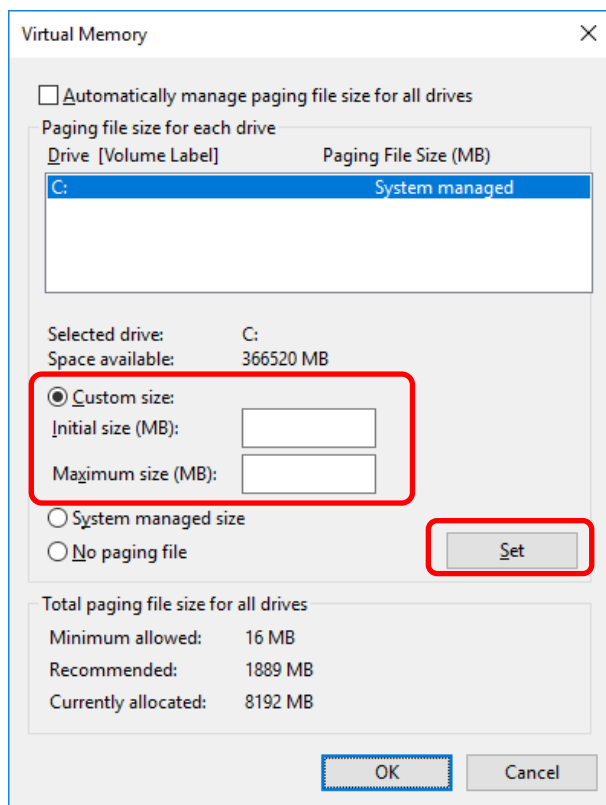 Virtual Memory
Automatically manage paging file size for all drives
Paging file size for each drive
Drive [Volume Label] Paging File Size (MB)
C: System managed
Selected drive: C:
Space available: 366520 MB
Custom size:
Initial size (MB):
Maximum size (MB):
System managed size
No paging file
Set
Total paging file size for all drives
Minimum allowed: 16 MB
Recommended: 1889 MB
Currently allocated: 8192 MB
OK Cancel